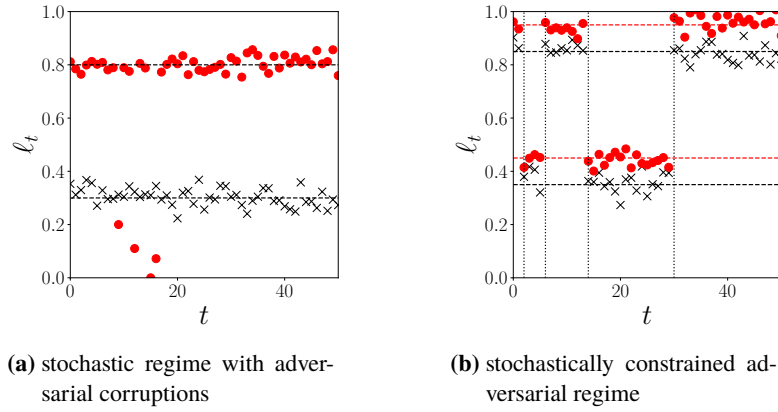 1.0
0.8
0.6
0.4
0.2
0.0
ℓt
0
20
40
t
(a) stochastic regime with adver-
sarial corruptions
1.0
0.8
0.6
0.4
0.2
0.0
ℓt
0
20
40
t
(b) stochastically constrained ad-
versarial regime